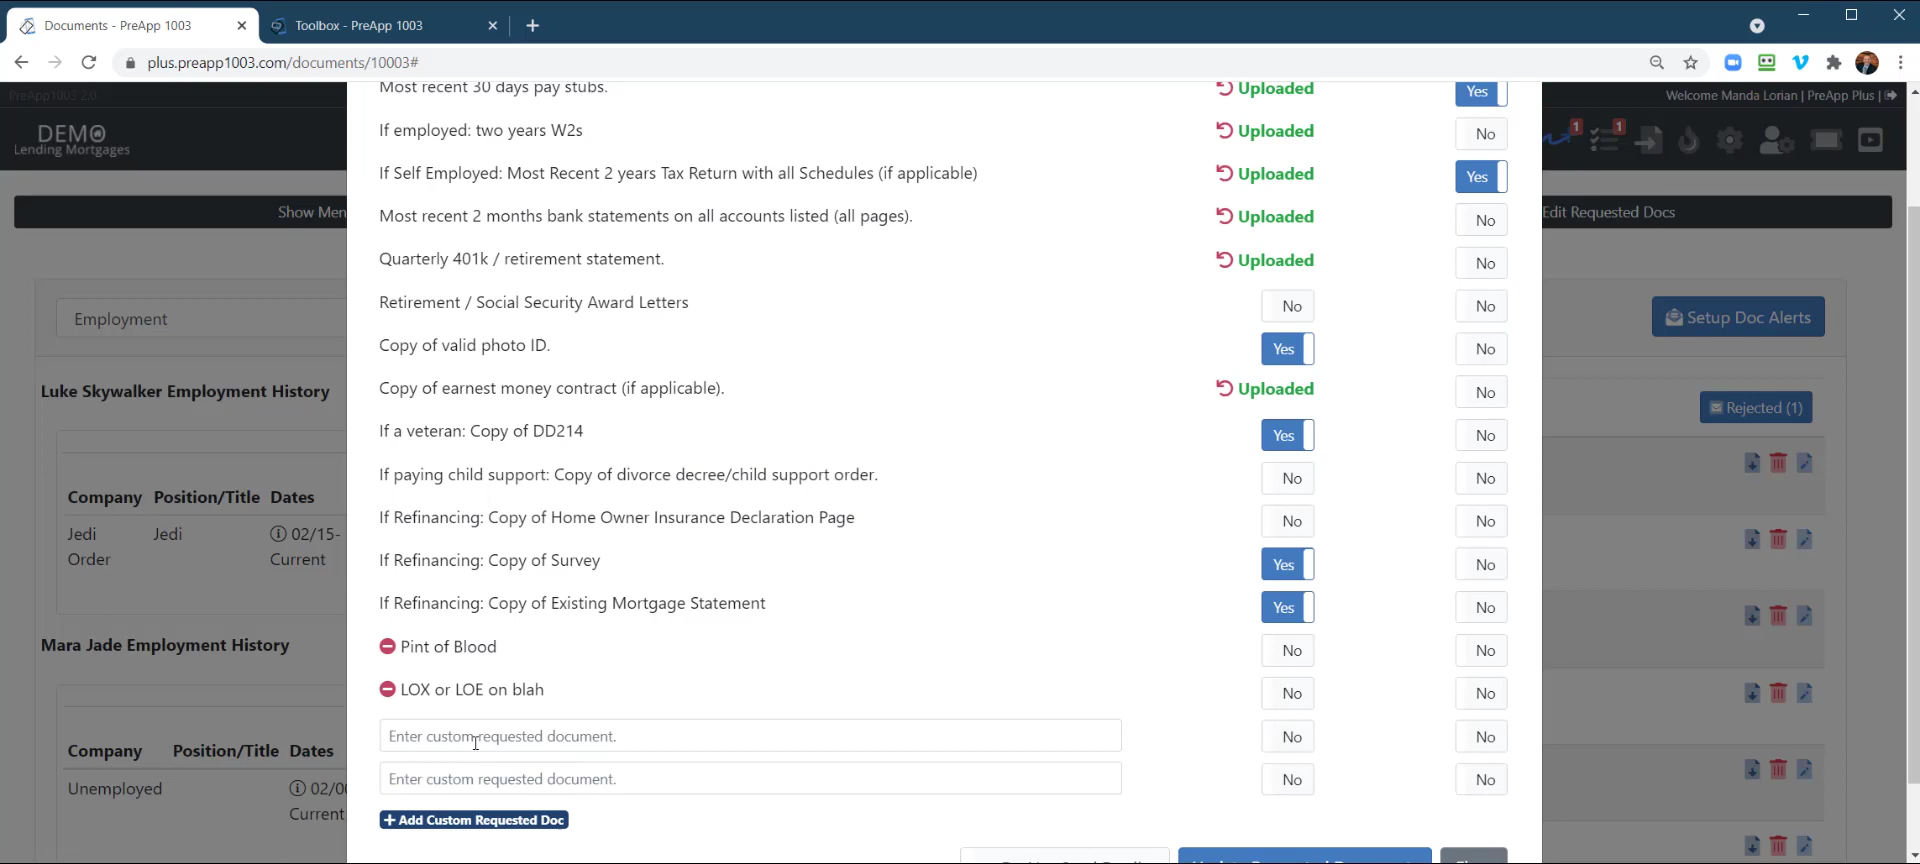 Documents - PreApp 1003
Toolbox - PreApp 1003
plus.preapp1003.com/documents/10003#
PreApp1003 2.0
Welcome Manda Lorian | PreApp Plus |
DEMO
Lending Mortgages
1
1
Show Men
Edit Requested Docs
Most recent 30 days pay stubs. Uploaded Yes
If employed: two years W2s Uploaded No
If Self Employed: Most Recent 2 years Tax Return with all Schedules (if applicable) Uploaded Yes
Most recent 2 months bank statements on all accounts listed (all pages). Uploaded No
Quarterly 401k / retirement statement. Uploaded No
Retirement / Social Security Award Letters No No
Copy of valid photo ID. Yes No
Copy of earnest money contract (if applicable). Uploaded No
If a veteran: Copy of DD214 Yes No
If paying child support: Copy of divorce decree/child support order. No No
If Refinancing: Copy of Home Owner Insurance Declaration Page No No
If Refinancing: Copy of Survey Yes No
If Refinancing: Copy of Existing Mortgage Statement Yes No
Pint of Blood No No
LOX or LOE on blah No No
Enter custom requested document. No No
Enter custom requested document. No No
+ Add Custom Requested Doc
Employment
Setup Doc Alerts
Luke Skywalker Employment History
Rejected (1)
Company Position/Title Dates
Jedi Jedi 02/15-
Order Current
Mara Jade Employment History
Company Position/Title Dates
Unemployed 02/0
Current